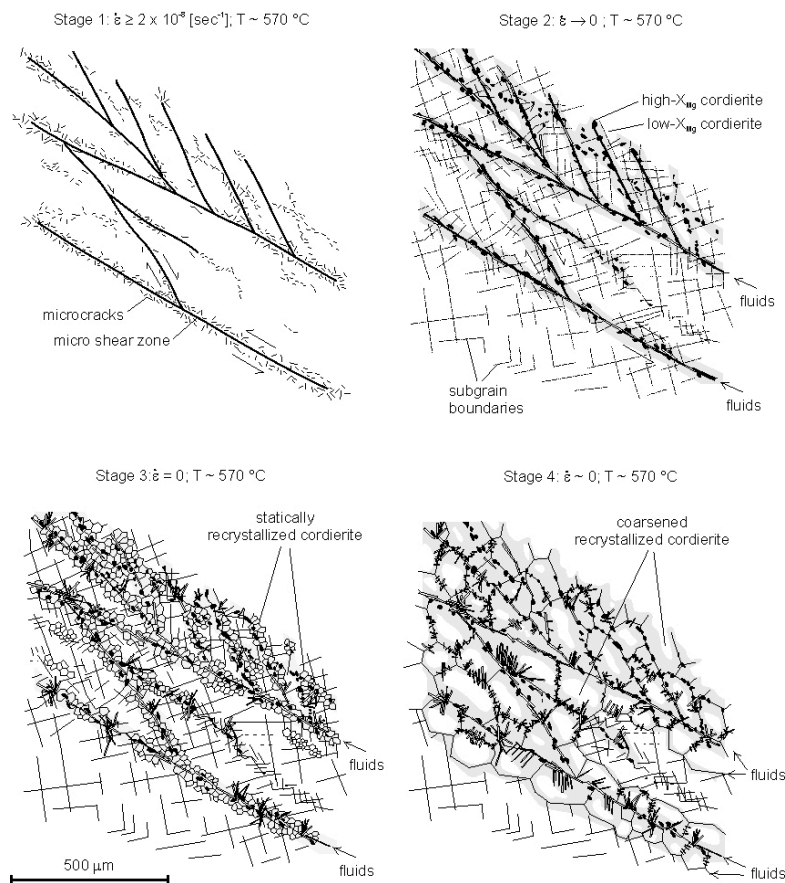 Stage 1: ε̇ ≥ 2 x 10⁻⁸ [sec⁻¹]; T ~ 570 °C
microcracks
micro shear zone
Stage 2: ε̇ → 0 ; T ~ 570 °C
high-X_Mg cordierite
low-X_Mg cordierite
fluids
subgrain
boundaries
fluids
Stage 3: ε̇ = 0; T ~ 570 °C
statically
recrystallized cordierite
fluids
fluids
500 µm
Stage 4: ε̇ ~ 0; T ~ 570 °C
coarsened
recrystallized cordierite
fluids
fluids